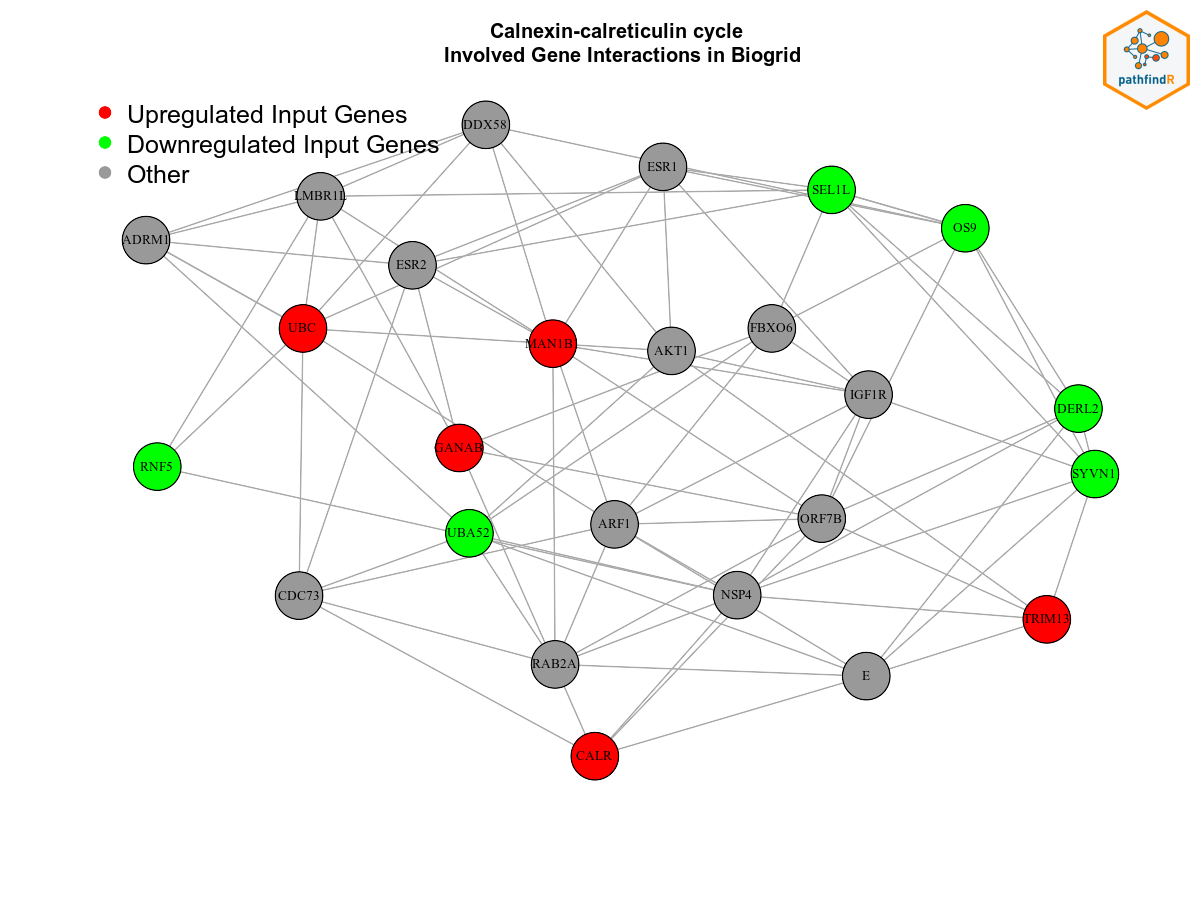 Calnexin-calreticulin cycle
Involved Gene Interactions in Biogrid
pathfindR
Upregulated Input Genes
Downregulated Input Genes
Other
DDX58
ESR1
LMBR1L
SEL1L
OS9
ADRM1
ESR2
UBC
MAN1B
AKT1
FBXO6
IGF1R
DERL2
GANAB
RNF5
SYVN1
UBA52
ARF1
ORF7B
CDC73
NSP4
TRIM13
RAB2A
E
CALR